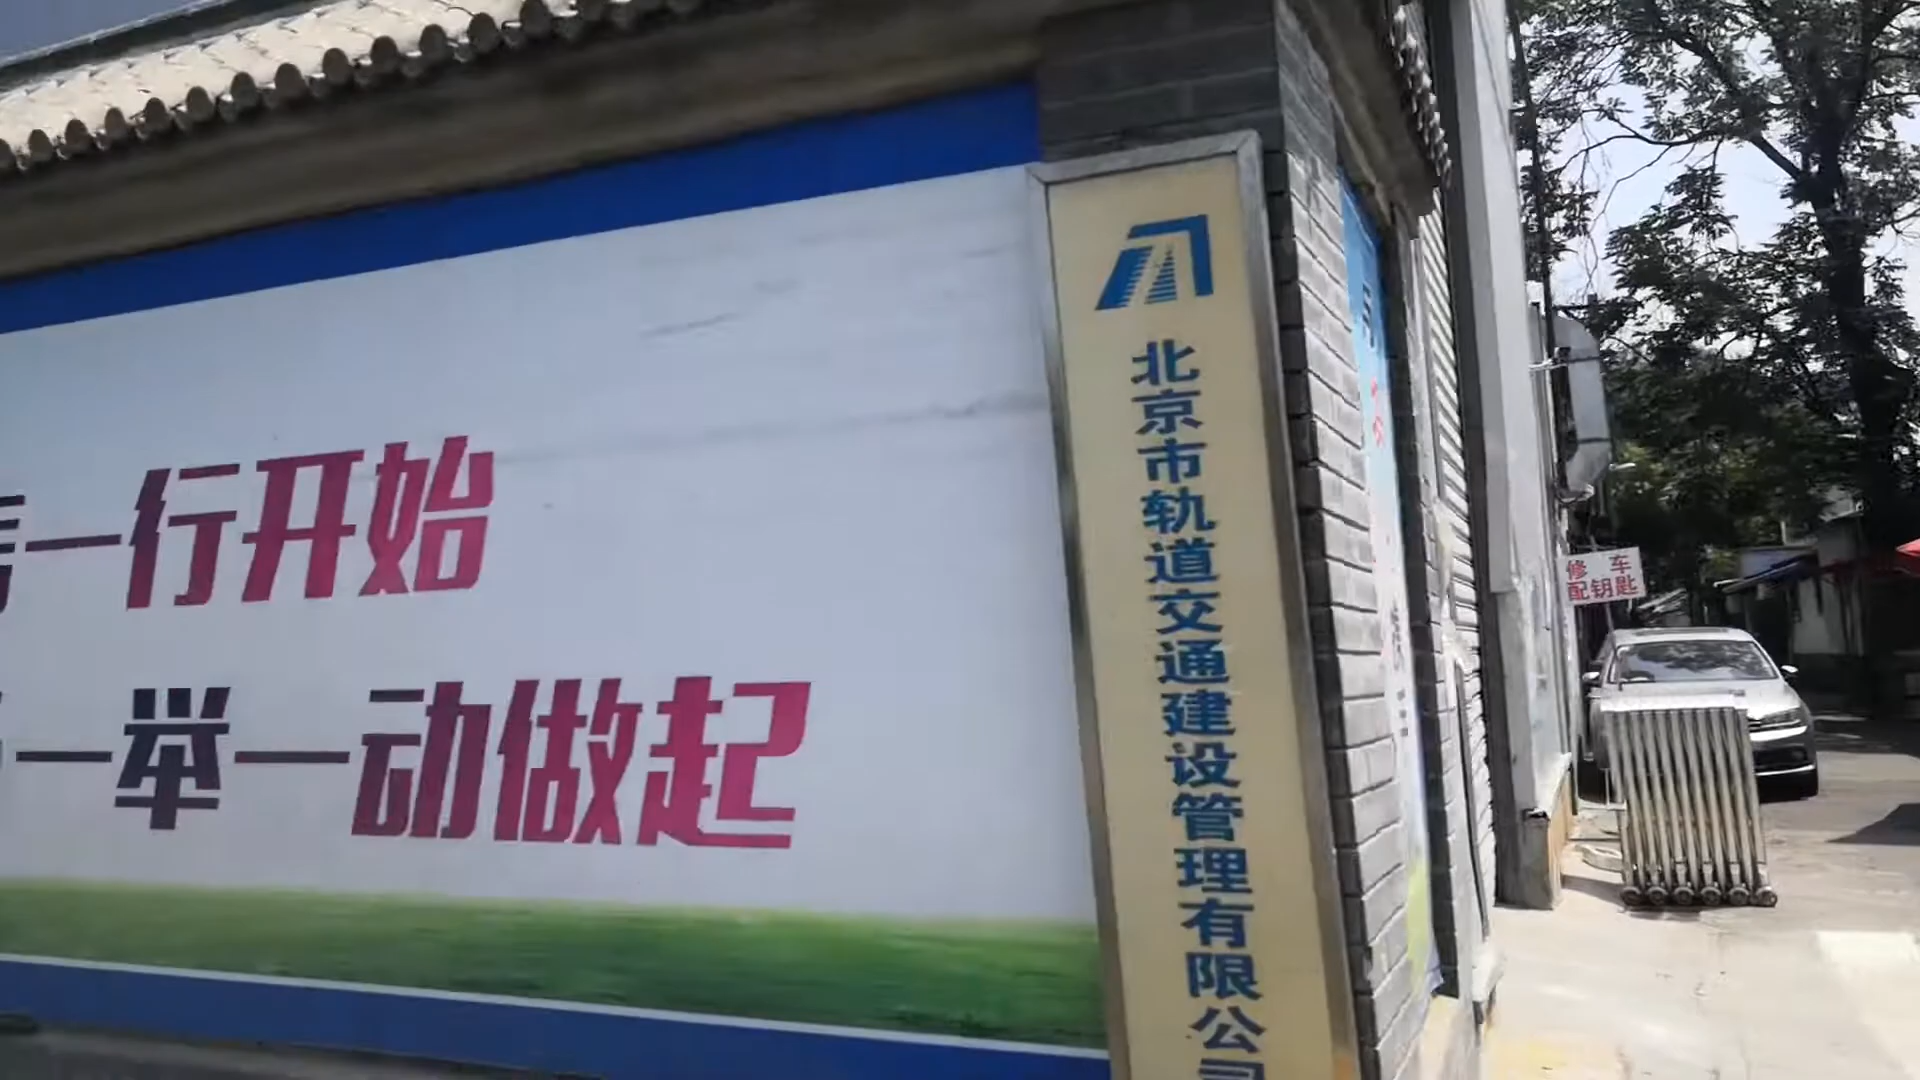 一行开始
一举一动做起
北京市轨道交通建设管理有限公司
修车
配钥匙